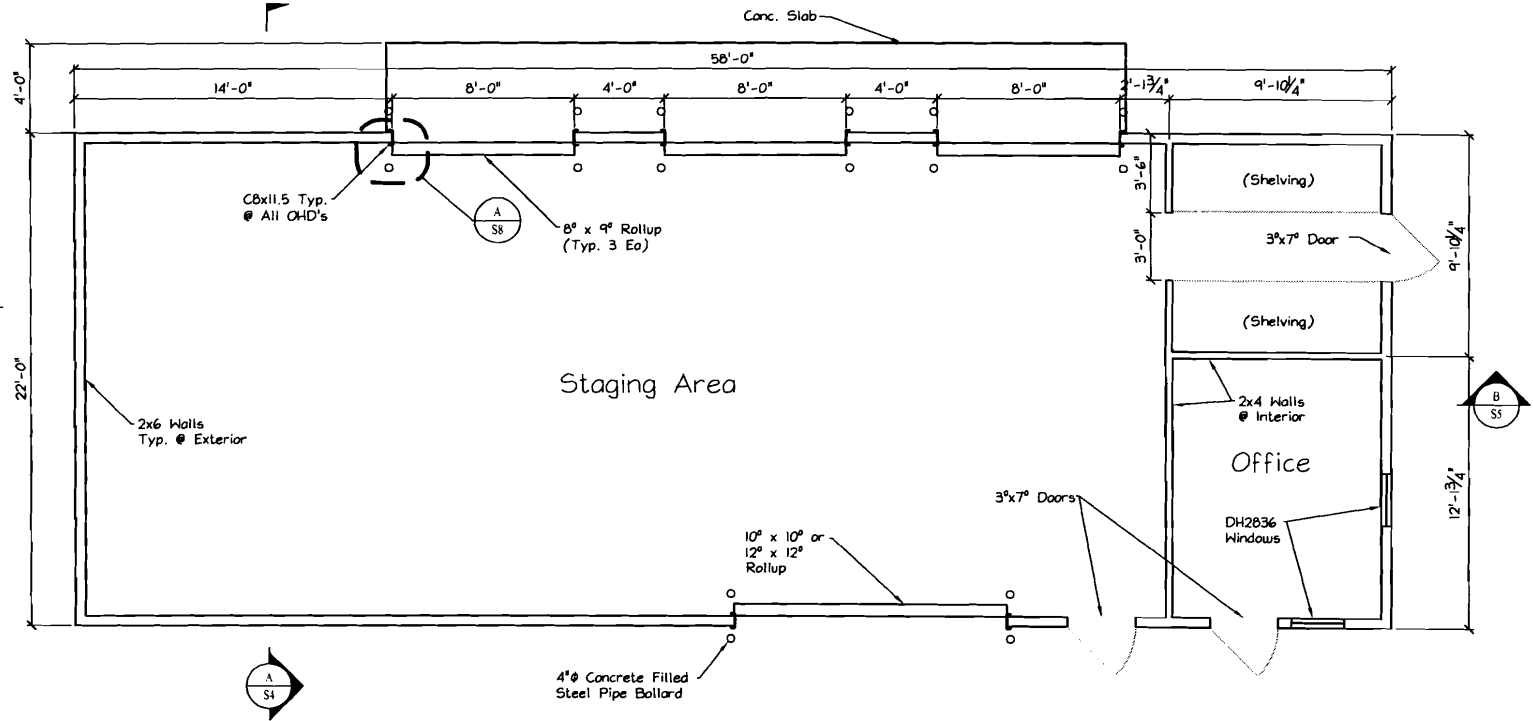 Conc. Slab
58'-0"
4'-0"
14'-0"
8'-0"
4'-0"
8'-0"
4'-0"
8'-0"
'-1¾"
9'-10¼"
C8x11.5 Typ.
@ All OHD's
A
S8
8⁰ x 9⁰ Rollup
(Typ. 3 Ea)
3'-6"
(Shelving)
3'-0"
3⁰x7⁰ Door
9'-10¼"
(Shelving)
22'-0"
Staging Area
2x6 Walls
Typ. @ Exterior
2x4 Walls
@ Interior
B
S5
Office
12'-1¾"
3⁰x7⁰ Doors
DH2836
Windows
10⁰ x 10⁰ or
12⁰ x 12⁰
Rollup
A
S4
4"ϕ Concrete Filled
Steel Pipe Bollard